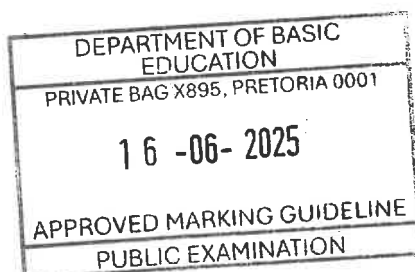 DEPARTMENT OF BASIC
EDUCATION
PRIVATE BAG X895, PRETORIA 0001
16 -06- 2025
APPROVED MARKING GUIDELINE
PUBLIC EXAMINATION